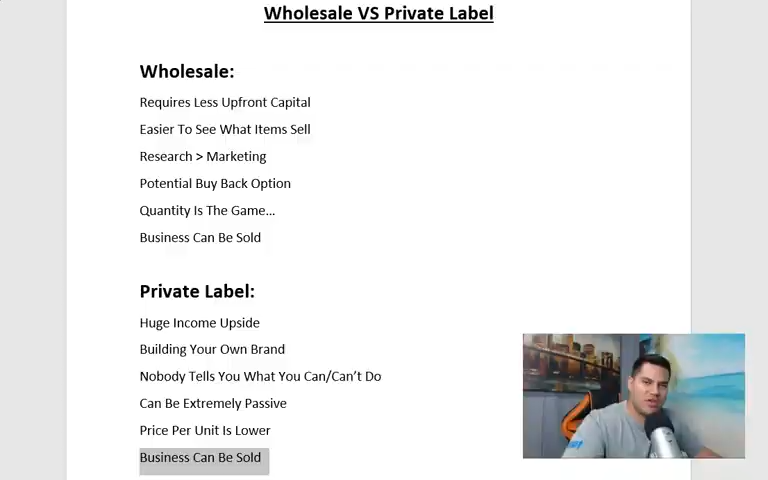 Wholesale VS Private Label
Wholesale:
Requires Less Upfront Capital
Easier To See What Items Sell
Research > Marketing
Potential Buy Back Option
Quantity Is The Game...
Business Can Be Sold
Private Label:
Huge Income Upside
Building Your Own Brand
Nobody Tells You What You Can/Can't Do
Can Be Extremely Passive
Price Per Unit Is Lower
Business Can Be Sold